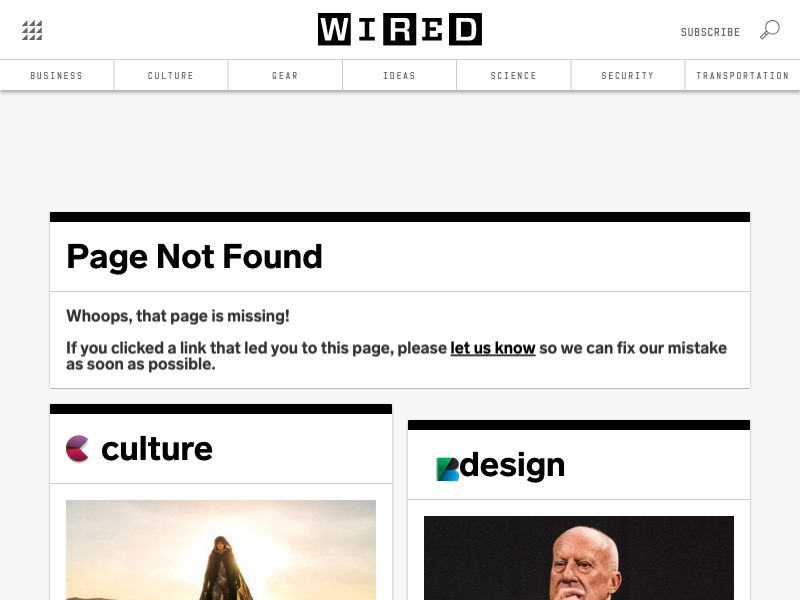 WIRED
SUBSCRIBE
BUSINESS
CULTURE
GEAR
IDEAS
SCIENCE
SECURITY
TRANSPORTATION
Page Not Found
Whoops, that page is missing!
If you clicked a link that led you to this page, please let us know so we can fix our mistake
as soon as possible.
culture
design